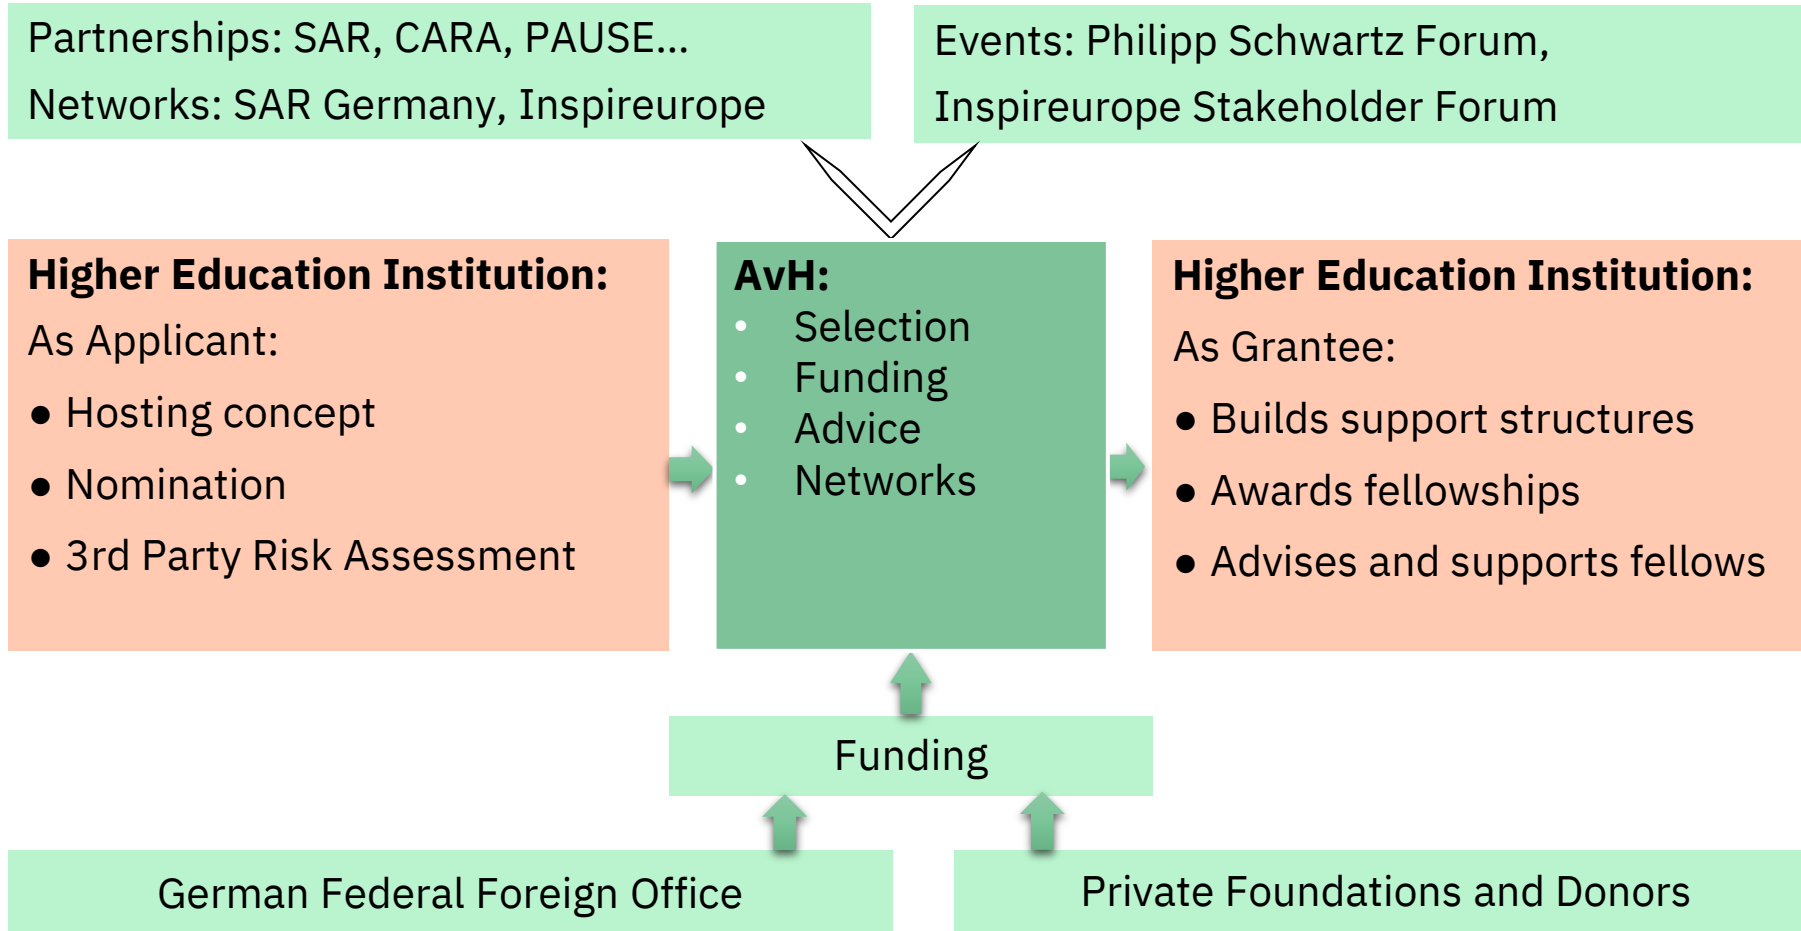 Partnerships: SAR, CARA, PAUSE...
Networks: SAR Germany, Inspireurope
Events: Philipp Schwartz Forum,
Inspireurope Stakeholder Forum
Higher Education Institution:
As Applicant:
● Hosting concept
● Nomination
● 3rd Party Risk Assessment
AvH:
• Selection
• Funding
• Advice
• Networks
Higher Education Institution:
As Grantee:
● Builds support structures
● Awards fellowships
● Advises and supports fellows
Funding
German Federal Foreign Office
Private Foundations and Donors